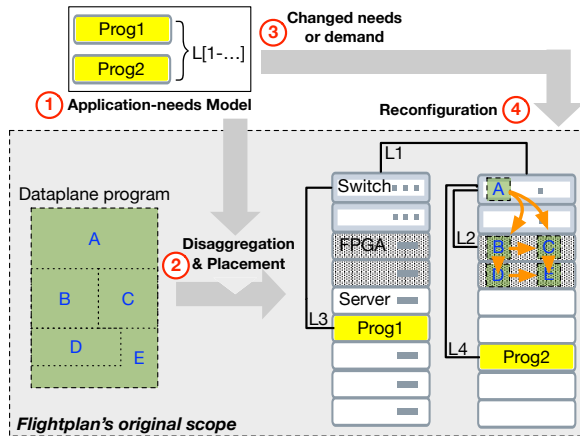 Prog1
Prog2
L[1-…]
3 Changed needs
or demand
1 Application-needs Model
Reconfiguration 4
L1
Dataplane program
A
B
C
D
E
2 Disaggregation
& Placement
Switch
FPGA
Server
L3
Prog1
A
L2
B
C
D
E
L4
Prog2
Flightplan's original scope